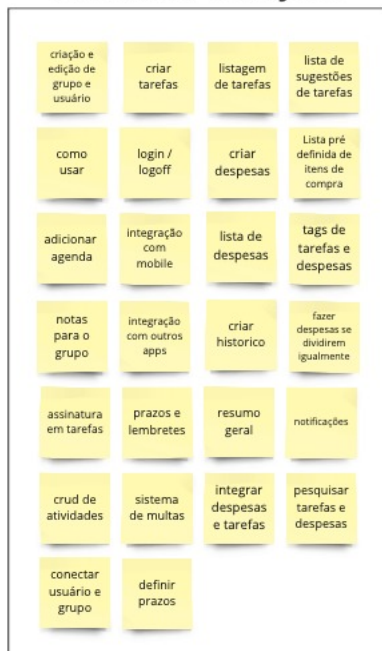 criação e
edição de
grupo e
usuário
criar
tarefas
listagem
de tarefas
lista de
sugestões
de tarefas
como
usar
login /
logoff
criar
despesas
Lista pré
definida de
itens de
compra
adicionar
agenda
integração
com
mobile
lista de
despesas
tags de
tarefas e
despesas
notas
para o
grupo
integração
com outros
apps
criar
historico
fazer
despesas se
dividirem
igualmente
assinatura
em tarefas
prazos e
lembretes
resumo
geral
notificações
crud de
atividades
sistema
de multas
integrar
despesas
e tarefas
pesquisar
tarefas e
despesas
conectar
usuário e
grupo
definir
prazos